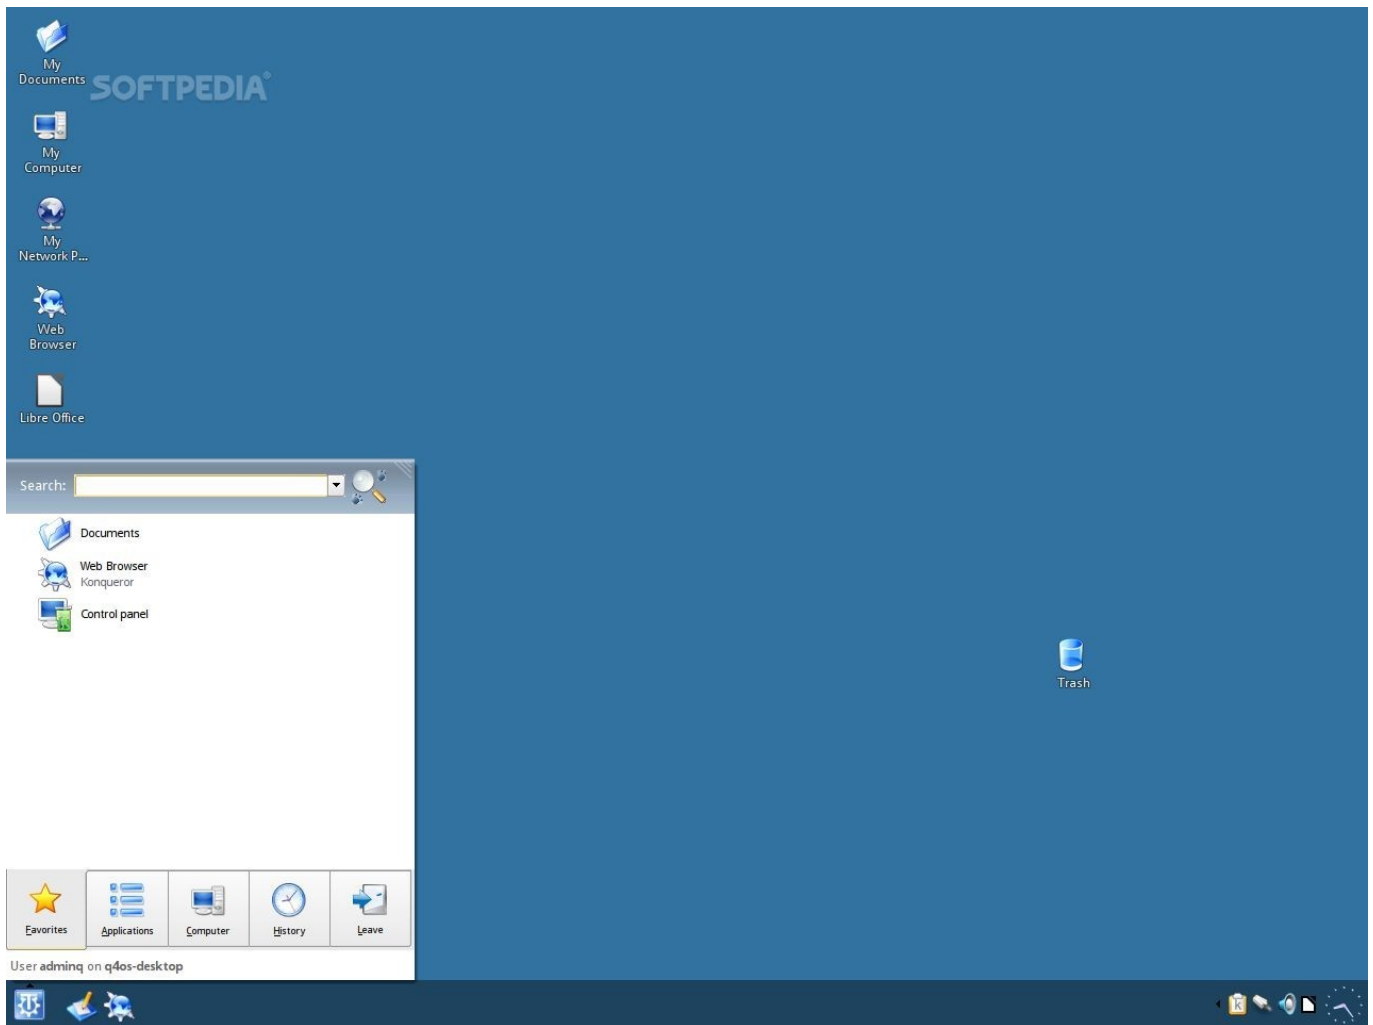 My
Documents
SOFTPEDIA
My
Computer
My
Network P...
Web
Browser
Libre Office
Search:
Documents
Web Browser
Konqueror
Control panel
Trash
Favorites
Applications
Computer
History
Leave
User adminq on q4os-desktop
K